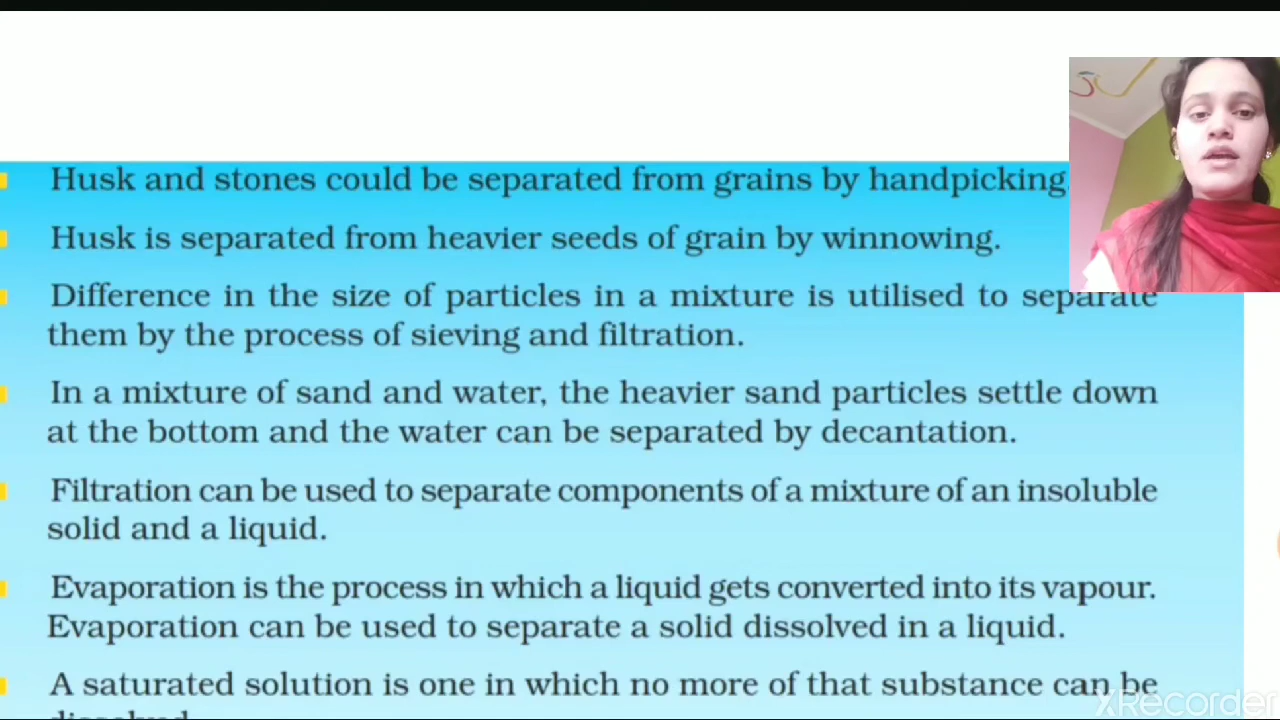 Husk and stones could be separated from grains by handpicking
Husk is separated from heavier seeds of grain by winnowing.
Difference in the size of particles in a mixture is utilised to separate
them by the process of sieving and filtration.
In a mixture of sand and water, the heavier sand particles settle down
at the bottom and the water can be separated by decantation.
Filtration can be used to separate components of a mixture of an insoluble
solid and a liquid.
Evaporation is the process in which a liquid gets converted into its vapour.
Evaporation can be used to separate a solid dissolved in a liquid.
A saturated solution is one in which no more of that substance can be
dissolved
XRecorder